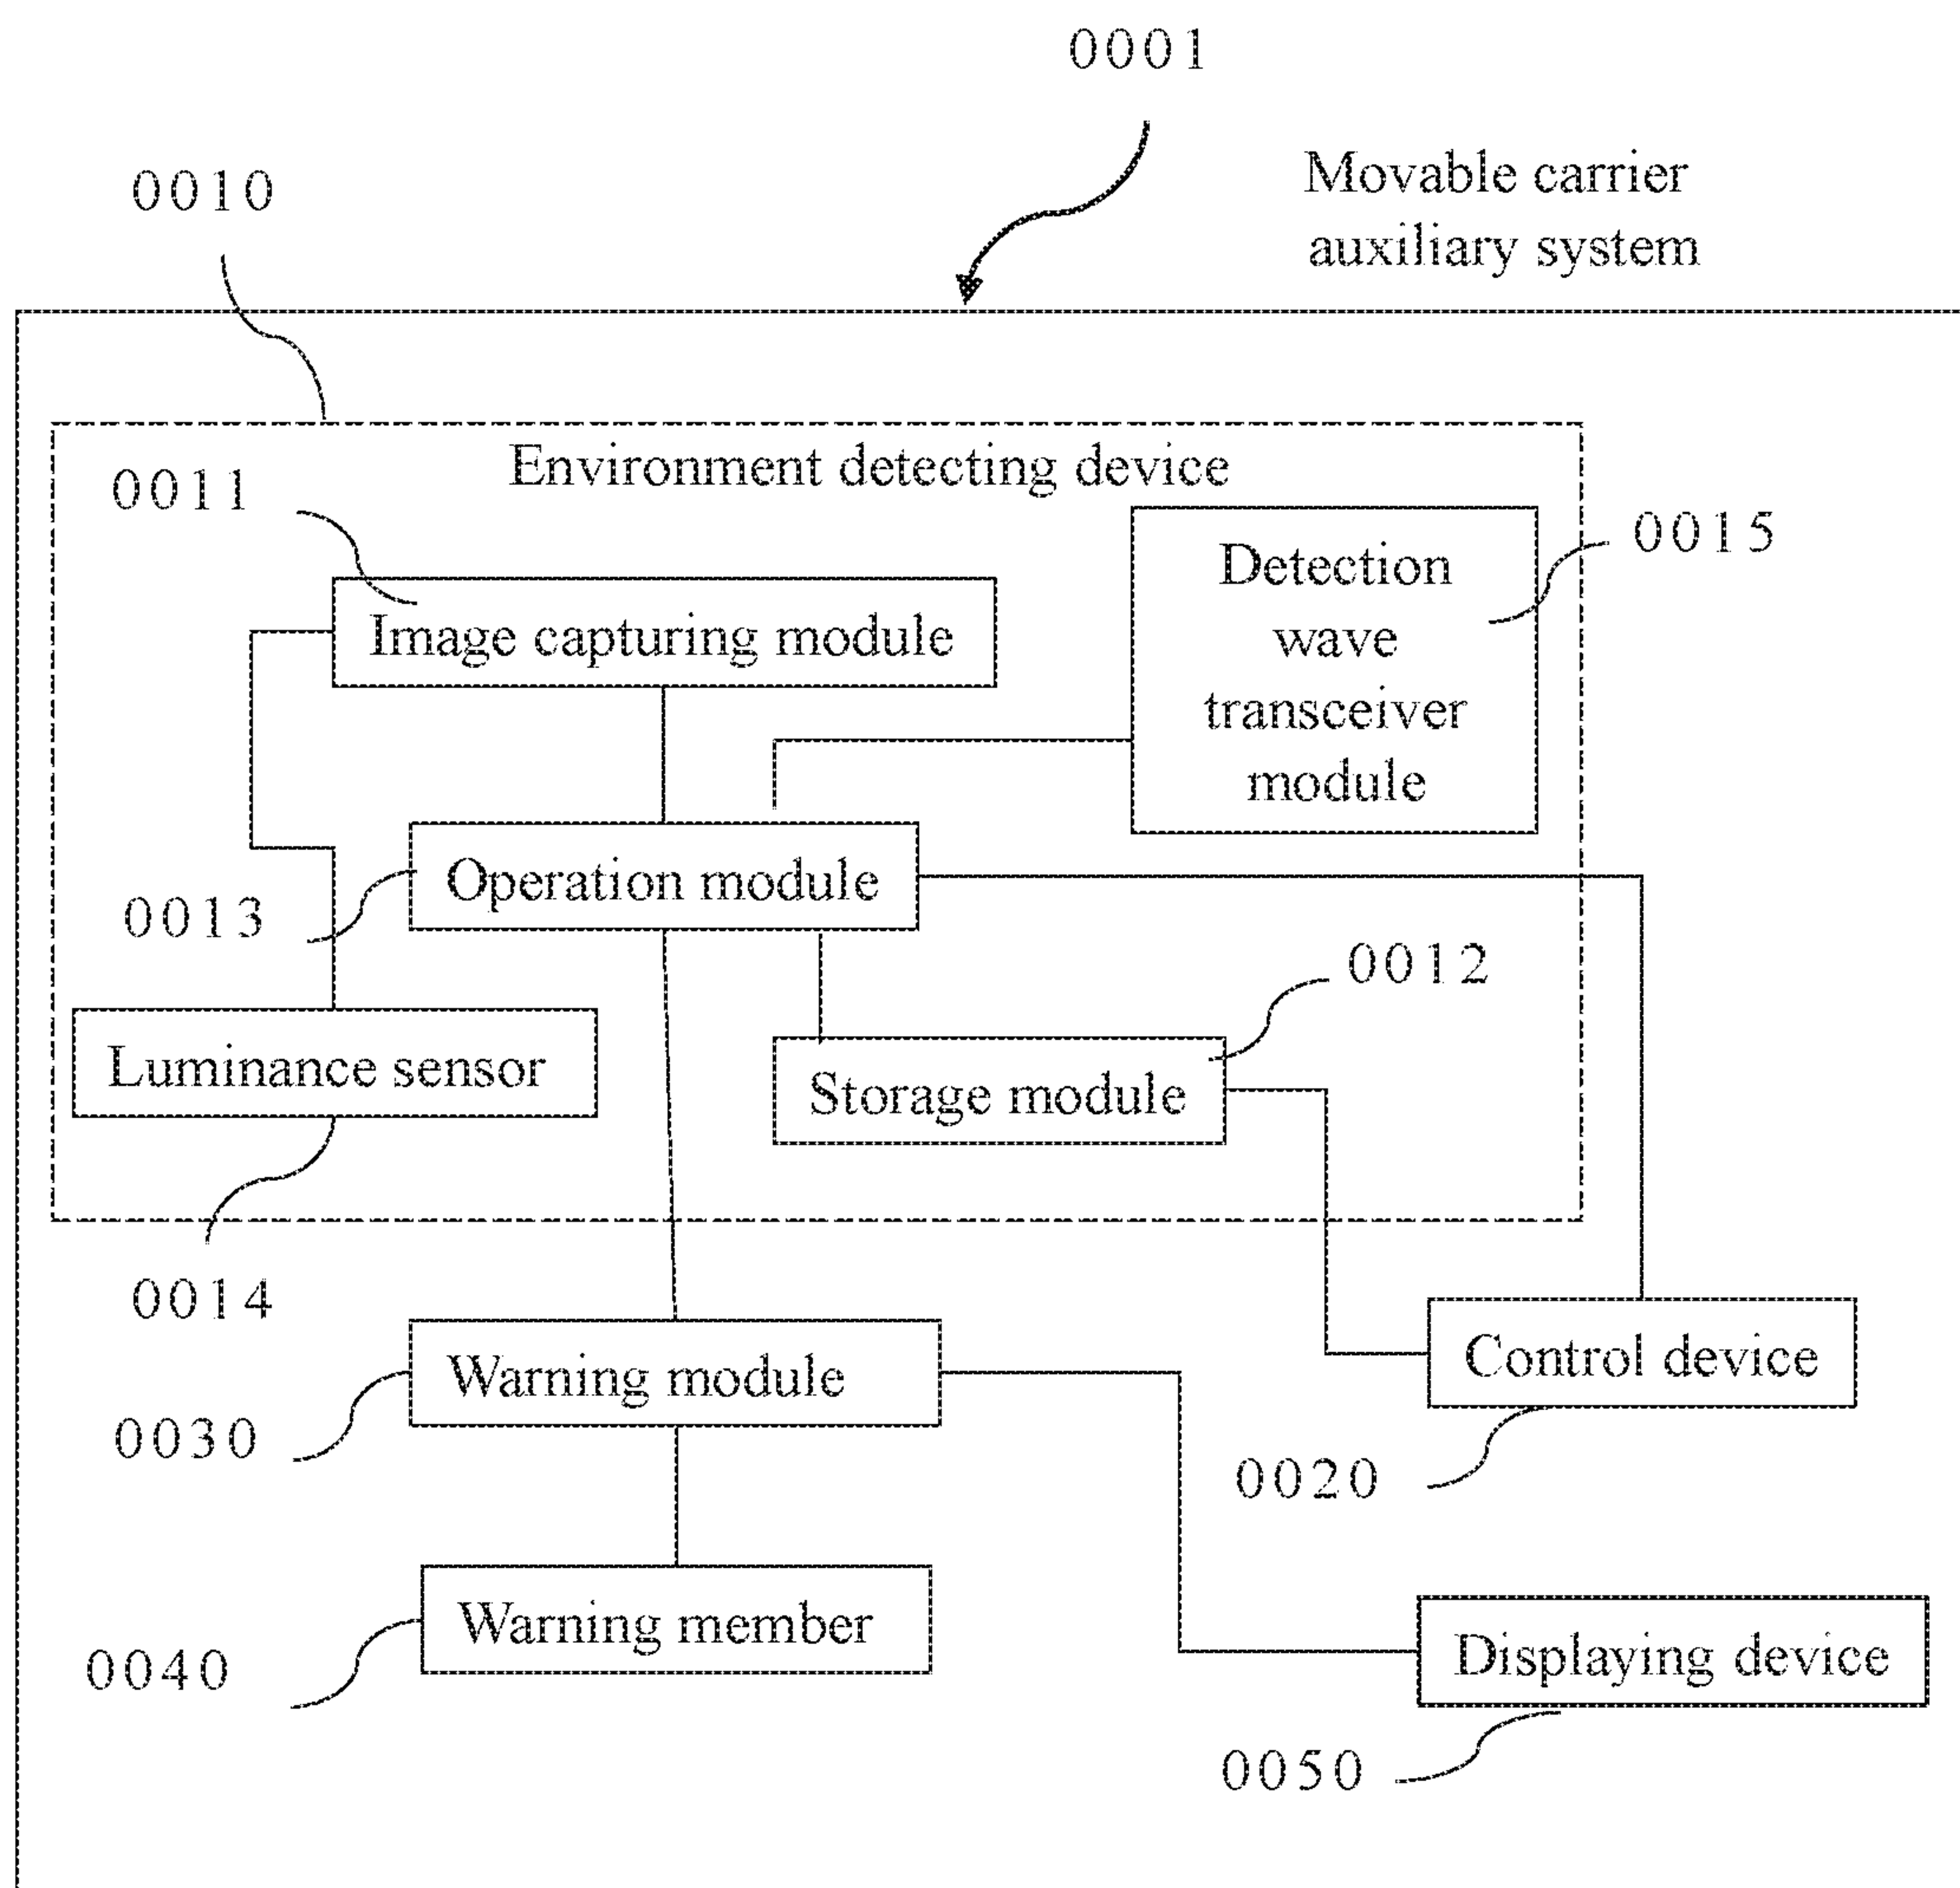 0001
Movable carrier
auxiliary system
0010
Environment detecting device
0011
0015
Detection
wave
transceiver
module
Image capturing module
Operation module
0013
0012
Luminance sensor
Storage module
0014
Warning module
Control device
0030
0020
Warning member
Displaying device
0040
0050